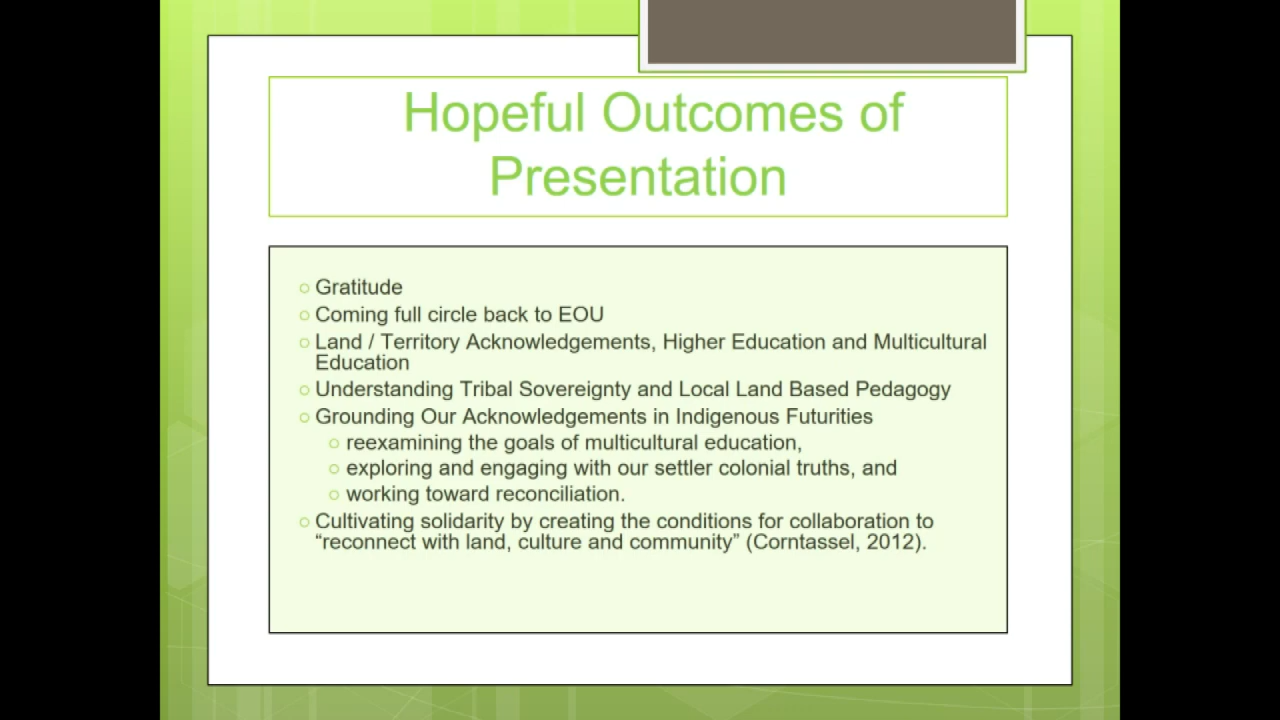 Hopeful Outcomes of
Presentation
Gratitude
Coming full circle back to EOU
Land / Territory Acknowledgements, Higher Education and Multicultural
Education
Understanding Tribal Sovereignty and Local Land Based Pedagogy
Grounding Our Acknowledgements in Indigenous Futurities
reexamining the goals of multicultural education,
exploring and engaging with our settler colonial truths, and
working toward reconciliation.
Cultivating solidarity by creating the conditions for collaboration to
“reconnect with land, culture and community” (Corntassel, 2012).